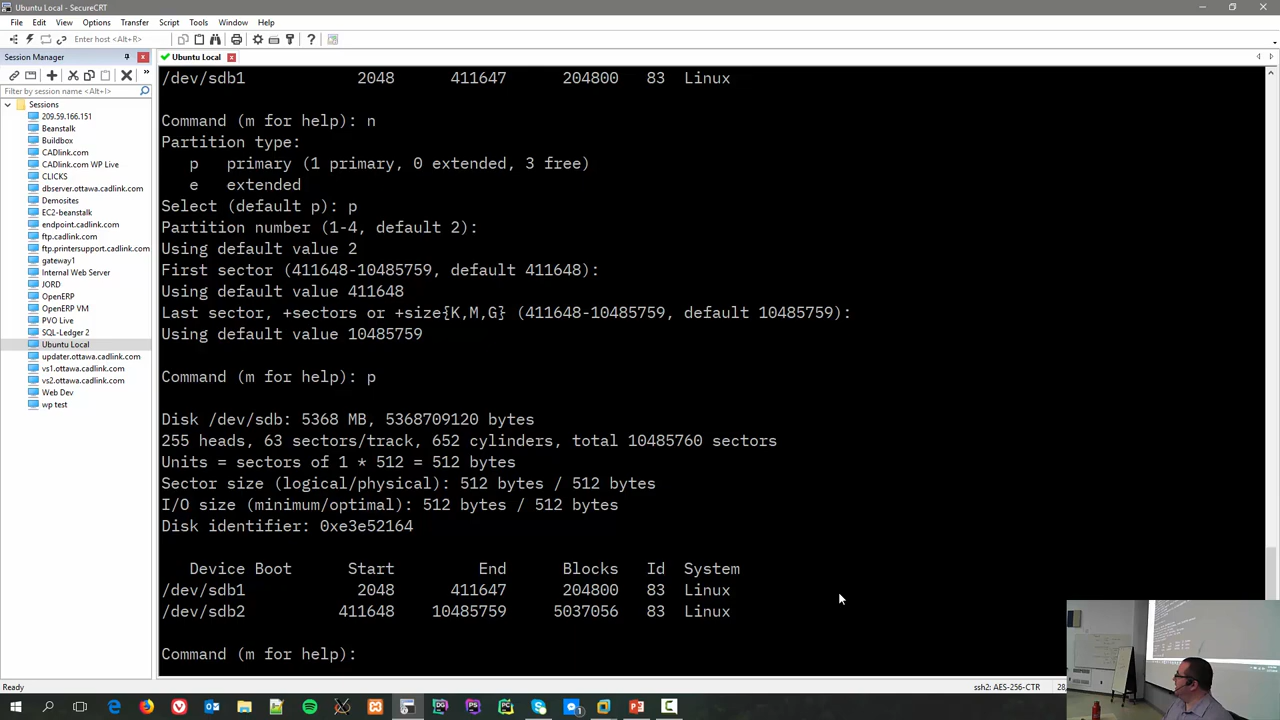 Ubuntu Local - SecureCRT
File Edit View Options Transfer Script Tools Window Help
Enter host <Alt+R>
Session Manager
Ubuntu Local
Filter by session name <Alt+I>
Sessions
209.59.166.151
Beanstalk
Buildbox
CADlink.com
CADlink.com WP Live
CLICKS
dbserver.ottawa.cadlink.com
Demosites
EC2-beanstalk
endpoint.cadlink.com
ftp.cadlink.com
ftp.printersupport.cadlink.com
gateway1
Internal Web Server
JORD
OpenERP
OpenERP VM
PVO Live
SQL-Ledger 2
Ubuntu Local
updater.ottawa.cadlink.com
vs1.ottawa.cadlink.com
vs2.ottawa.cadlink.com
Web Dev
wp test
/dev/sdb1 2048 411647 204800 83 Linux
Command (m for help): n
Partition type:
p primary (1 primary, 0 extended, 3 free)
e extended
Select (default p): p
Partition number (1-4, default 2):
Using default value 2
First sector (411648-10485759, default 411648):
Using default value 411648
Last sector, +sectors or +size{K,M,G} (411648-10485759, default 10485759):
Using default value 10485759
Command (m for help): p
Disk /dev/sdb: 5368 MB, 5368709120 bytes
255 heads, 63 sectors/track, 652 cylinders, total 10485760 sectors
Units = sectors of 1 * 512 = 512 bytes
Sector size (logical/physical): 512 bytes / 512 bytes
I/O size (minimum/optimal): 512 bytes / 512 bytes
Disk identifier: 0xe3e52164
Device Boot Start End Blocks Id System
/dev/sdb1 2048 411647 204800 83 Linux
/dev/sdb2 411648 10485759 5037056 83 Linux
Command (m for help):
Ready
ssh2: AES-256-CTR
28,